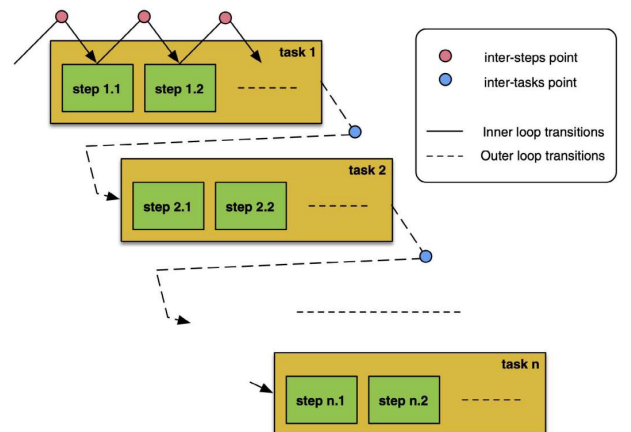 task 1
step 1.1
step 1.2
inter-steps point
inter-tasks point
Inner loop transitions
Outer loop transitions
task 2
step 2.1
step 2.2
task n
step n.1
step n.2